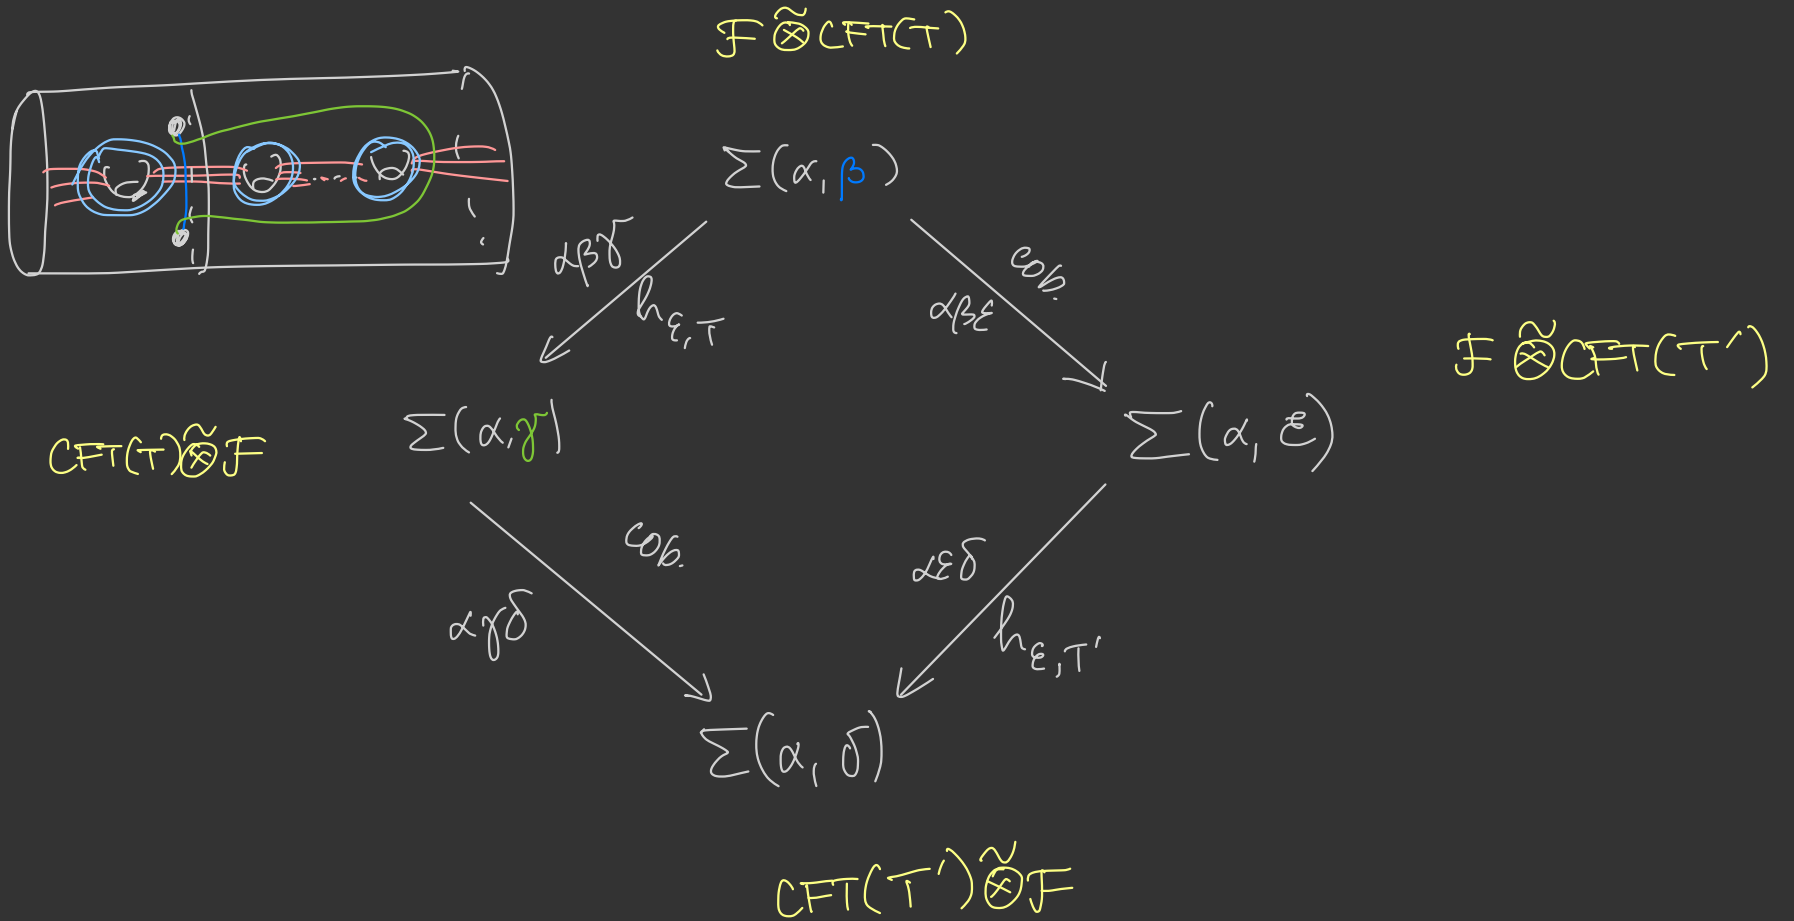 ℱ ⊗̃ CFT(T)
Σ(α, β)
αβγ
h_{ε,T}
cob.
αβε
ℱ ⊗̃ CFT(T′)
CFT(T) ⊗̃ ℱ
Σ(α, γ)
Σ(α, ε)
cob.
αγδ
αεδ
h_{ε,T′}
Σ(α, δ)
CFT(T′) ⊗̃ ℱ